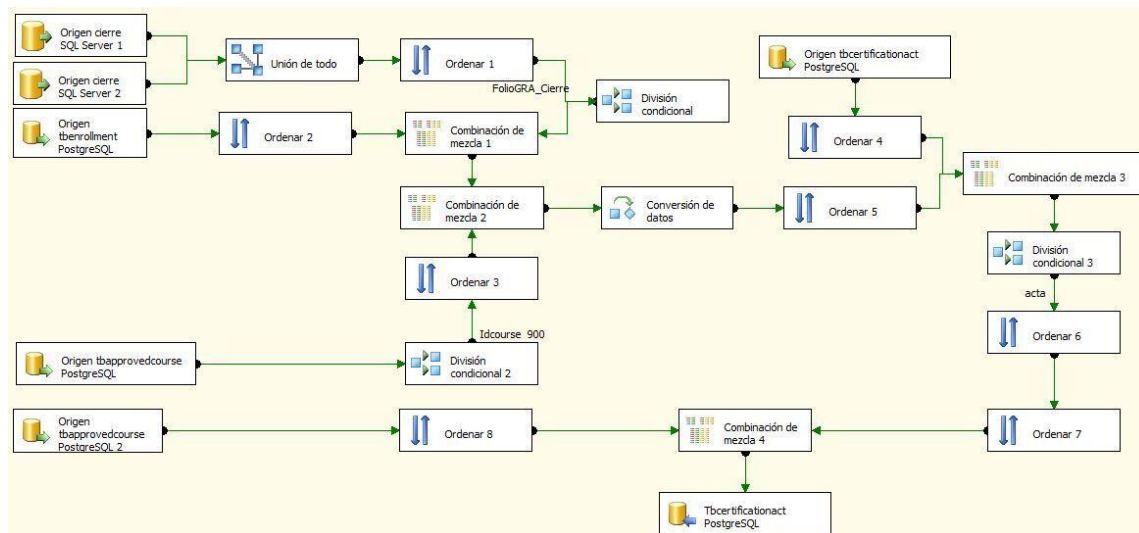 Origen cierre
SQL Server 1
Origen cierre
SQL Server 2
Unión de todo
Ordenar 1
FolioGRA_Cierre
División
condicional
Origen tbcertificationact
PostgreSQL
Origen
tbenrollment
PostgreSQL
Ordenar 2
Combinación de
mezcla 1
Ordenar 4
Combinación de mezcla 3
Combinación de
mezcla 2
Conversión de
datos
Ordenar 5
División
condicional 3
Ordenar 3
acta
Idcourse_900
Ordenar 6
Origen tbapprovedcourse
PostgreSQL
División
condicional 2
Origen
tbapprovedcourse
PostgreSQL 2
Ordenar 8
Combinación de
mezcla 4
Ordenar 7
Tbcertificationact
PostgreSQL